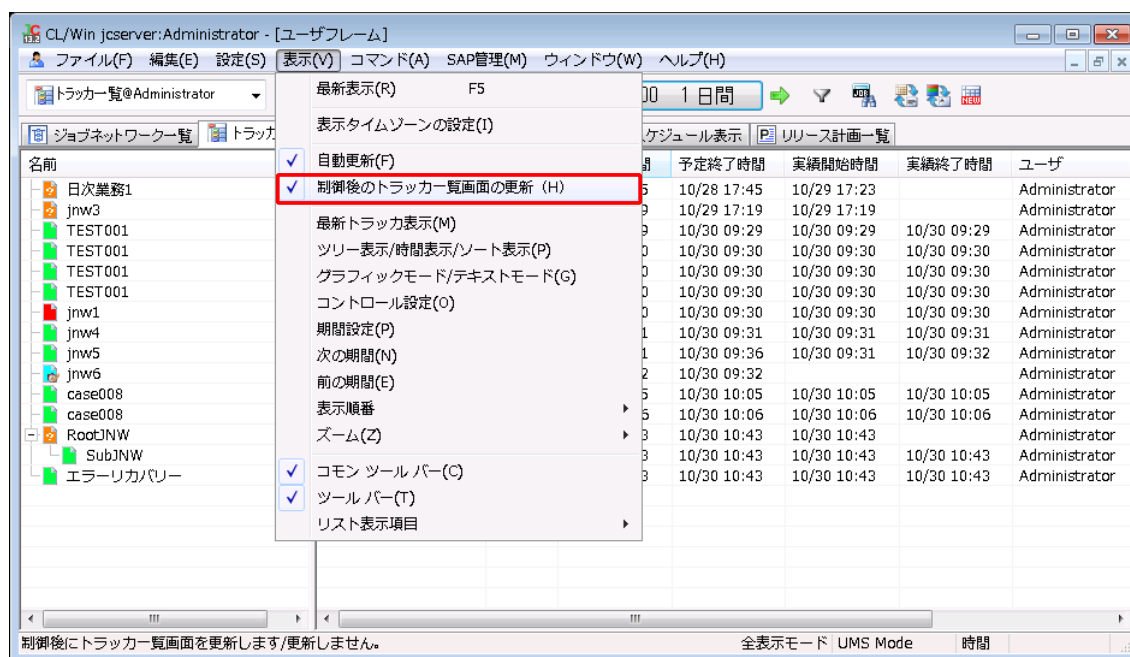 CL/Win jcserver:Administrator - [ユーザフレーム]
ファイル(F) 編集(E) 設定(S) 表示(V) コマンド(A) SAP管理(M) ウィンドウ(W) ヘルプ(H)
トラッカ一覧@Administrator
00 1 日間
ジョブネットワーク一覧 トラッカ
ケジュール表示 リリース計画一覧
最新表示(R) F5
表示タイムゾーンの設定(I)
自動更新(F)
制御後のトラッカ一覧画面の更新 (H)
最新トラッカ表示(M)
ツリー表示/時間表示/ソート表示(P)
グラフィックモード/テキストモード(G)
コントロール設定(O)
期間設定(P)
次の期間(N)
前の期間(E)
表示順番
ズーム(Z)
コモン ツール バー(C)
ツール バー(T)
リスト表示項目
名前 間 予定終了時間 実績開始時間 実績終了時間 ユーザ
日次業務1 5 10/28 17:45 10/29 17:23 Administrator
jnw3 9 10/29 17:19 10/29 17:19 Administrator
TEST001 9 10/30 09:29 10/30 09:29 10/30 09:29 Administrator
TEST001 0 10/30 09:30 10/30 09:30 10/30 09:30 Administrator
TEST001 0 10/30 09:30 10/30 09:30 10/30 09:30 Administrator
TEST001 0 10/30 09:30 10/30 09:30 10/30 09:30 Administrator
jnw1 0 10/30 09:30 10/30 09:30 10/30 09:30 Administrator
jnw4 1 10/30 09:31 10/30 09:31 10/30 09:31 Administrator
jnw5 1 10/30 09:36 10/30 09:31 10/30 09:32 Administrator
jnw6 2 10/30 09:32 Administrator
case008 5 10/30 10:05 10/30 10:05 10/30 10:05 Administrator
case008 6 10/30 10:06 10/30 10:06 10/30 10:06 Administrator
RootJNW 3 10/30 10:43 10/30 10:43 Administrator
SubJNW 3 10/30 10:43 10/30 10:43 10/30 10:43 Administrator
エラーリカバリー 3 10/30 10:43 10/30 10:43 10/30 10:43 Administrator
制御後にトラッカ一覧画面を更新します/更新しません。 全表示モード UMS Mode 時間